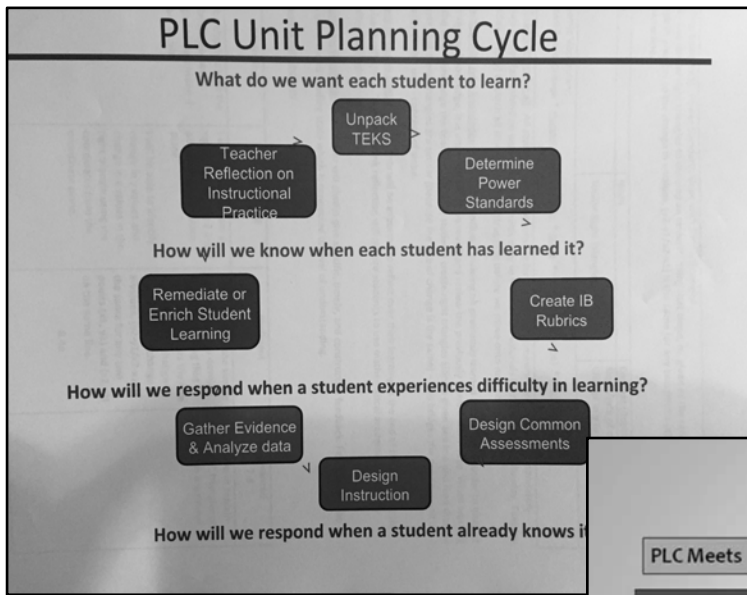 PLC Unit Planning Cycle
What do we want each student to learn?
Unpack
TEKS
Teacher
Reflection on
Instructional
Practice
Determine
Power
Standards
How will we know when each student has learned it?
Remediate or
Enrich Student
Learning
Create IB
Rubrics
How will we respond when a student experiences difficulty in learning?
Gather Evidence
& Analyze data
Design Common
Assessments
Design
Instruction
How will we respond when a student already knows it
PLC Meets